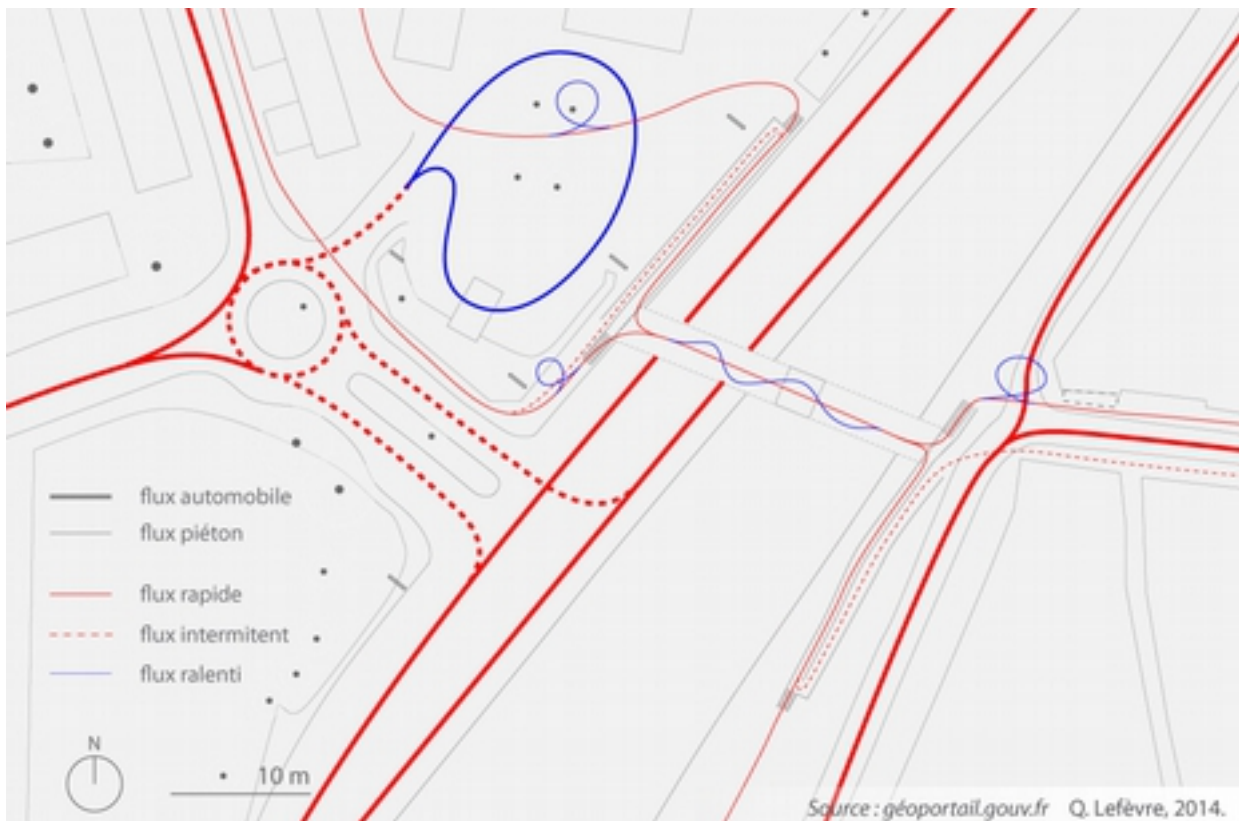 flux automobile
flux piéton
flux rapide
flux intermitent
flux ralenti
N
10 m
Source : géoportail.gouv.fr Q. Lefèvre, 2014.